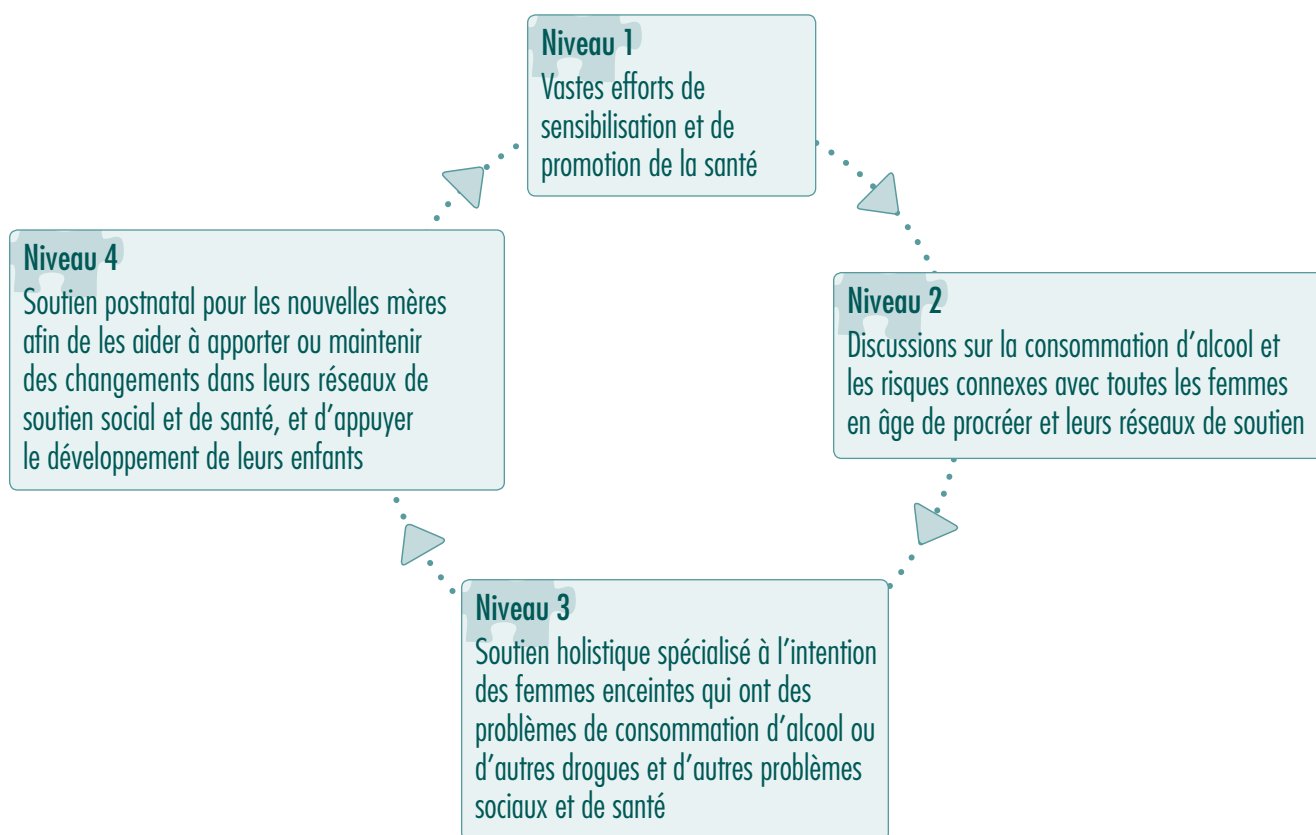 Niveau 1
Vastes efforts de
sensibilisation et de
promotion de la santé
Niveau 2
Discussions sur la consommation d’alcool et
les risques connexes avec toutes les femmes
en âge de procréer et leurs réseaux de soutien
Niveau 3
Soutien holistique spécialisé à l’intention
des femmes enceintes qui ont des
problèmes de consommation d’alcool ou
d’autres drogues et d’autres problèmes
sociaux et de santé
Niveau 4
Soutien postnatal pour les nouvelles mères
afin de les aider à apporter ou maintenir
des changements dans leurs réseaux de
soutien social et de santé, et d’appuyer
le développement de leurs enfants